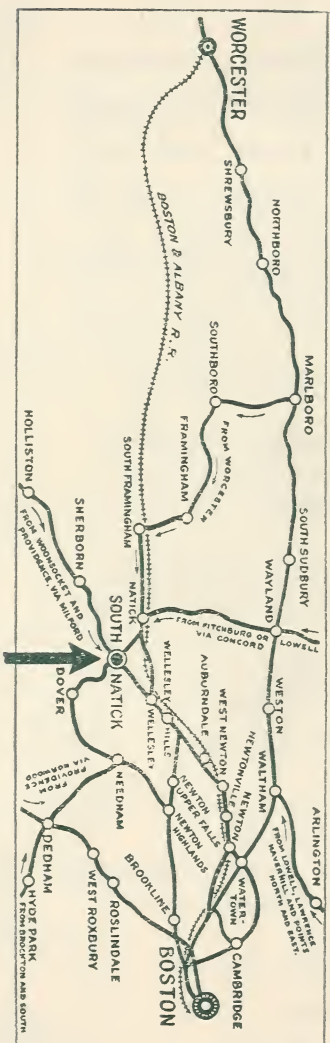 WORCESTER
SHREWSBURY
NORTHBORO
MARLBORO
BOSTON & ALBANY R.R.
SOUTHBORO
FROM WORCESTER
FRAMINGHAM
SOUTH FRAMINGHAM
SOUTH SUDBURY
WAYLAND
LOWELL
FROM FITCHBURG OR
VIA CONCORD
NATICK
HOLLISTON
FROM WOONSOCKET AND
PROVIDENCE, VIA MILFORD
SHERBORN
SOUTH
NATICK
DOVER
WELLESLEY
WELLESLEY HILLS
AUBURNDALE
WEST NEWTON
NEWTONVILLE
NEWTON
WESTON
WALTHAM
ARLINGTON
FROM LOWELL, LAWRENCE
HAVERHILL, AND POINTS
NORTH AND EAST.
WATER-
TOWN
CAMBRIDGE
NEWTON
UPPER FALLS
NEWTON
HIGHLANDS
BROOKLINE
BOSTON
NEEDHAM
FROM
PROVIDENCE
VIA NORWOOD
DEDHAM
WEST ROXBURY
ROSLINDALE
HYDE PARK
FROM BROCKTON AND SOUTH